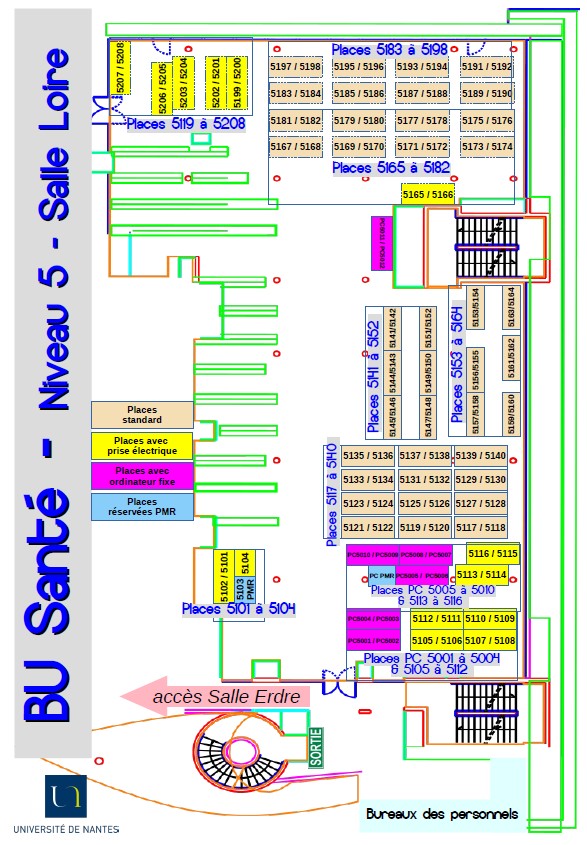 BU Santé - Niveau 5 - Salle Loire
5207 / 5208
5206 / 5205
5203 / 5204
5202 / 5201
5199 / 5200
Places 5119 à 5208
Places 5183 à 5198
5197 / 5198
5195 / 5196
5193 / 5194
5191 / 5192
5183 / 5184
5185 / 5186
5187 / 5188
5189 / 5190
5181 / 5182
5179 / 5180
5177 / 5178
5175 / 5176
5167 / 5168
5169 / 5170
5171 / 5172
5173 / 5174
Places 5165 à 5182
5165 / 5166
Places 5141 à 5152
5141/5142
5151/5152
5144/5143
5149/5150
5145/5146
5147/5148
Places 5153 à 5164
5153/5154
5163/5164
5161/5162
5156/5155
5157/5158
5159/5160
Places
standard
Places avec
prise électrique
Places avec
ordinateur fixe
Places
réservées PMR
Places 5117 à 5140
5135 / 5136
5137 / 5138
5139 / 5140
5133 / 5134
5131 / 5132
5129 / 5130
5123 / 5124
5125 / 5126
5127 / 5128
5121 / 5122
5119 / 5120
5117 / 5118
5102 / 5101
5104
5103
PMR
Places 5101 à 5104
PC5010 / PC5009
PC5008 / PC5007
5116 / 5115
PC PMR
PC5005 / PC5006
5113 / 5114
Places PC 5005 à 5010
& 5113 à 5116
PC5004 / PC5003
5112 / 5111
5110 / 5109
PC5001 / PC5002
5105 / 5106
5107 / 5108
Places PC 5001 à 5004
& 5105 à 5112
accès Salle Erdre
SORTIE
Bureaux des personnels
UNIVERSITÉ DE NANTES